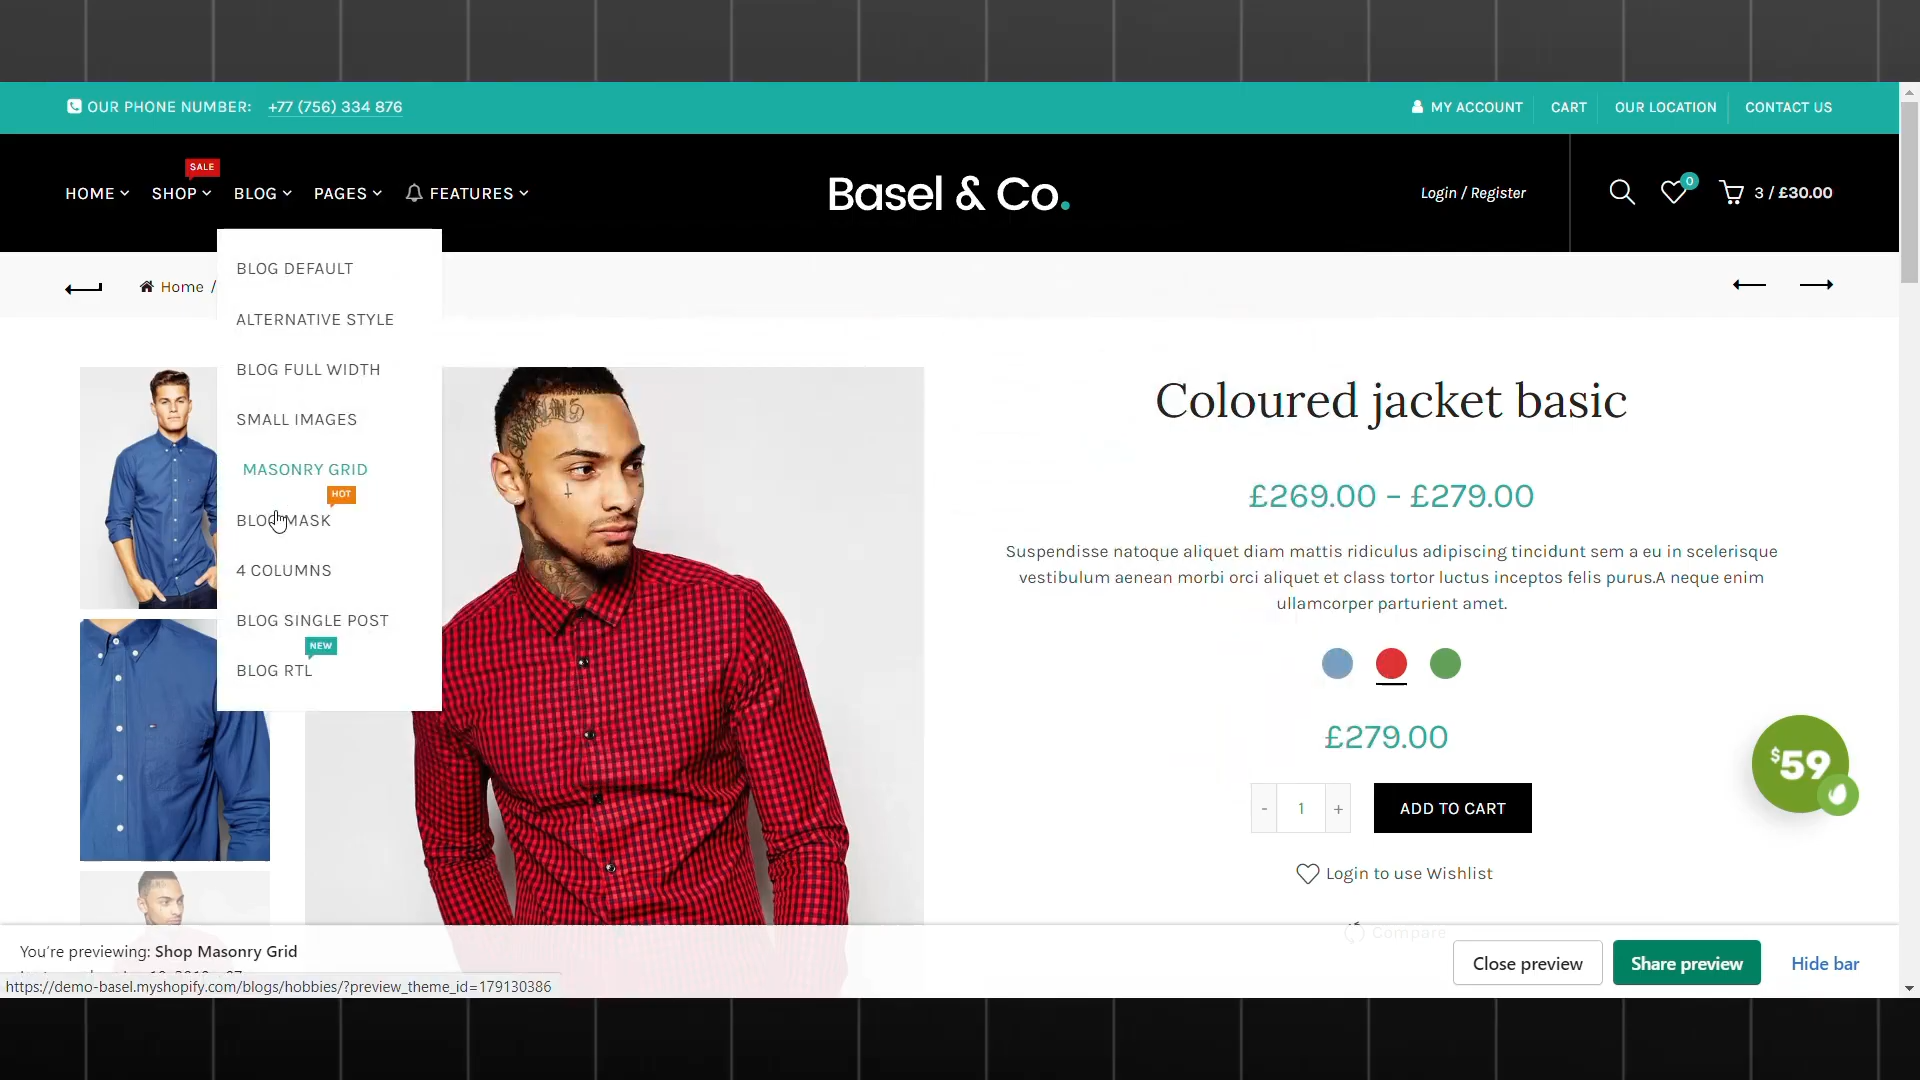 OUR PHONE NUMBER: +77 (756) 334 876
MY ACCOUNT
CART
OUR LOCATION
CONTACT US
SALE
HOME
SHOP
BLOG
PAGES
FEATURES
Basel & Co.
Login / Register
0
3 / £30.00
BLOG DEFAULT
ALTERNATIVE STYLE
BLOG FULL WIDTH
SMALL IMAGES
MASONRY GRID
HOT
BLOG MASK
4 COLUMNS
BLOG SINGLE POST
NEW
BLOG RTL
Home /
Coloured jacket basic
£269.00 – £279.00
Suspendisse natoque aliquet diam mattis ridiculus adipiscing tincidunt sem a eu in scelerisque
vestibulum aenean morbi orci aliquet et class tortor luctus inceptos felis purus.A neque enim
ullamcorper parturient amet.
£279.00
- 1 +
ADD TO CART
Login to use Wishlist
Compare
$59
You're previewing: Shop Masonry Grid
https://demo-basel.myshopify.com/blogs/hobbies/?preview_theme_id=179130386
Close preview
Share preview
Hide bar